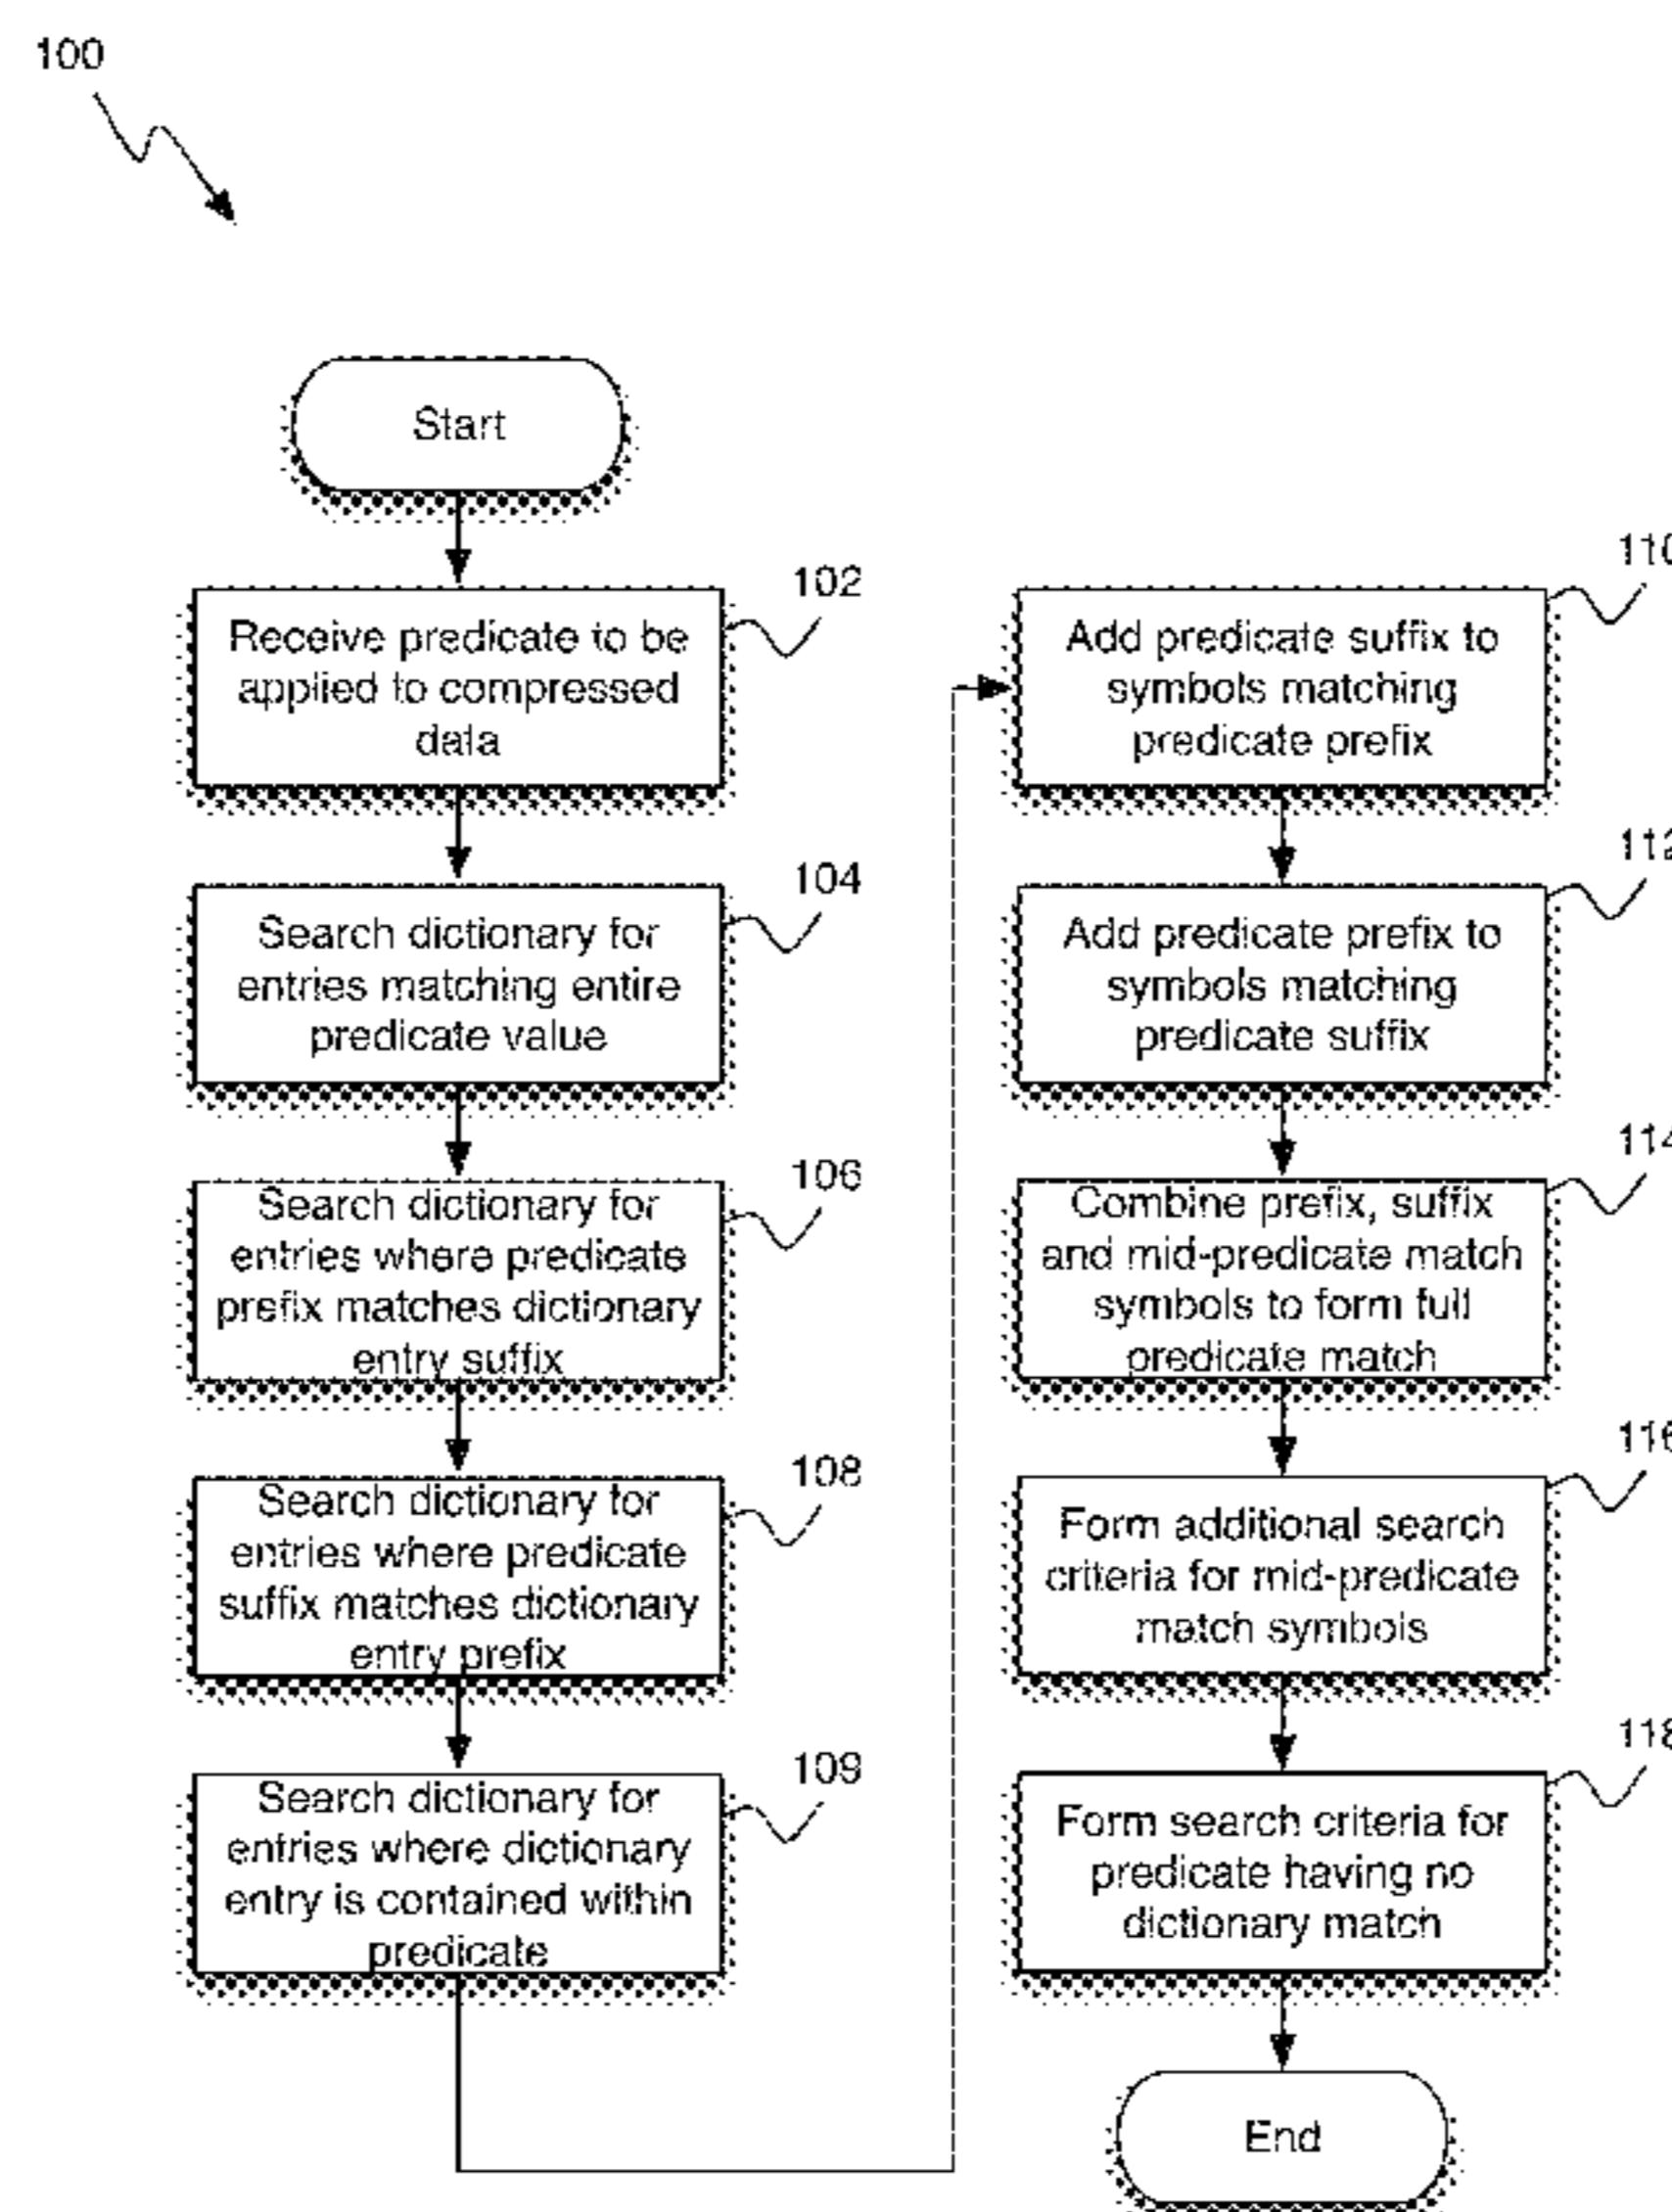 100
Start
102
Receive predicate to be
applied to compressed
data
104
Search dictionary for
entries matching entire
predicate value
106
Search dictionary for
entries where predicate
prefix matches dictionary
entry suffix
108
Search dictionary for
entries where predicate
suffix matches dictionary
entry prefix
109
Search dictionary for
entries where dictionary
entry is contained within
predicate
110
Add predicate suffix to
symbols matching
predicate prefix
112
Add predicate prefix to
symbols matching
predicate suffix
114
Combine prefix, suffix
and mid-predicate match
symbols to form full
predicate match
116
Form additional search
criteria for mid-predicate
match symbols
118
Form search criteria for
predicate having no
dictionary match
End